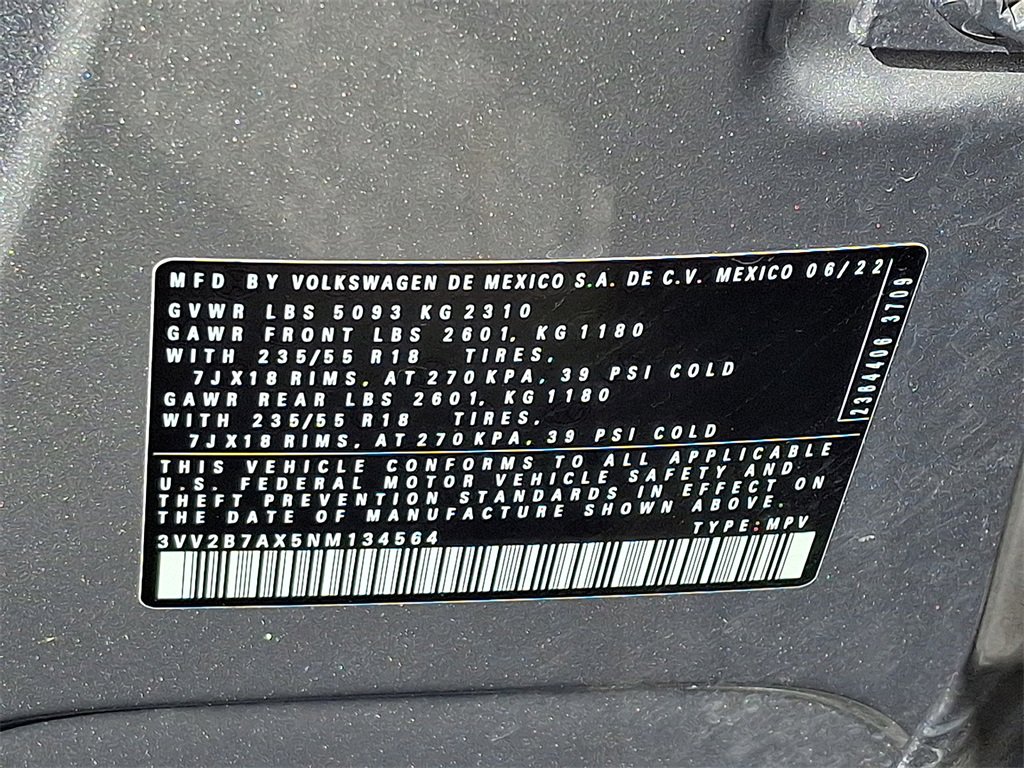 MFD BY VOLKSWAGEN DE MEXICO S.A. DE C.V. MEXICO 06/22
GVWR LBS 5093 KG 2310
GAWR FRONT LBS 2601, KG 1180
WITH 235/55 R18 TIRES,
7JX18 RIMS, AT 270 KPA, 39 PSI COLD
GAWR REAR LBS 2601, KG 1180
WITH 235/55 R18 TIRES,
7JX18 RIMS, AT 270 KPA, 39 PSI COLD
2364406 3709
THIS VEHICLE CONFORMS TO ALL APPLICABLE
U.S. FEDERAL MOTOR VEHICLE SAFETY AND
THEFT PREVENTION STANDARDS IN EFFECT ON
THE DATE OF MANUFACTURE SHOWN ABOVE.
TYPE: MPV
3VV2B7AX5NM134564